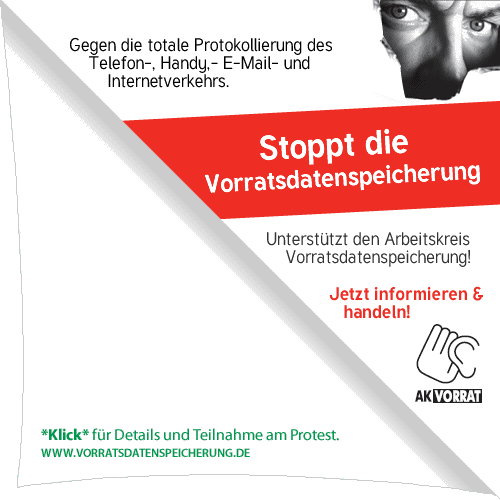 Gegen die totale Protokollierung des
Telefon-, Handy,- E-Mail- und
Internetverkehrs.
Stoppt die
Vorratsdatenspeicherung
Unterstützt den Arbeitskreis
Vorratsdatenspeicherung!
Jetzt informieren &
handeln!
AK VORRAT
*Klick* für Details und Teilnahme am Protest.
WWW.VORRATSDATENSPEICHERUNG.DE